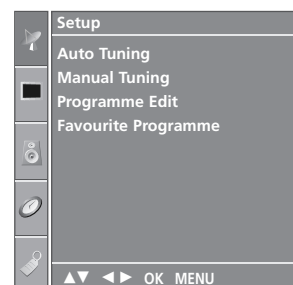 Setup
Auto Tuning
Manual Tuning
Programme Edit
Favourite Programme
▲▼ ◄► OK MENU